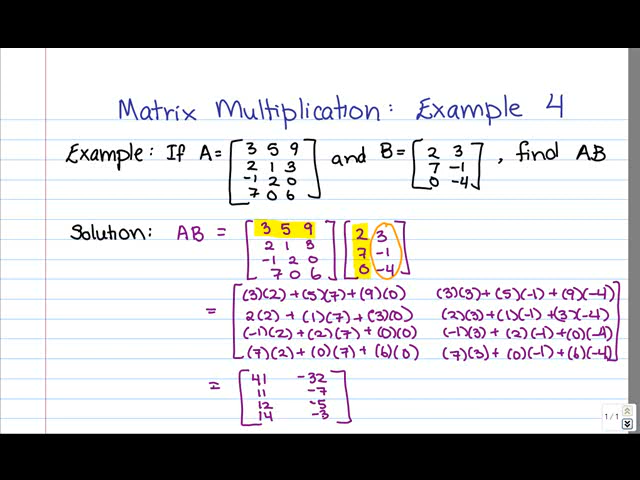 Matrix Multiplication: Example 4
Example: If A = [3 5 9 and B = [2 3 , find AB
2 1 3 7 -1
-1 2 0 0 -4]
7 0 6]
Solution: AB = [3 5 9 [2 3
2 1 3 7 -1
-1 2 0 0 -4]
7 0 6]
= [(3)(2)+(5)(7)+(9)(0) (3)(3)+(5)(-1)+(9)(-4)
2(2)+(1)(7)+(3)(0) (2)(3)+(1)(-1)+(3)(-4)
(-1)(2)+(2)(7)+(0)(0) (-1)(3)+(2)(-1)+(0)(-4)
(7)(2)+(0)(7)+(6)(0) (7)(3)+(0)(-1)+(6)(-4)]
= [41 -32
11 -7
12 -5
14 -3]
1/1